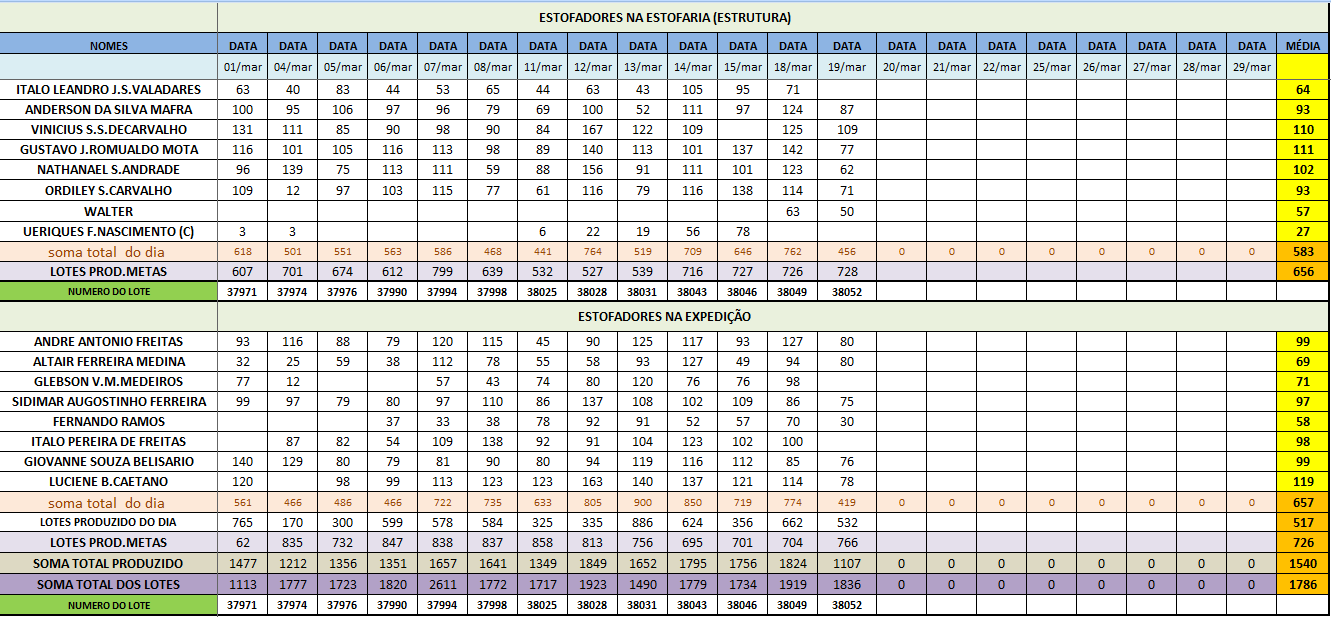 ESTOFADORES NA ESTOFARIA (ESTRUTURA)
NOMES DATA DATA DATA DATA DATA DATA DATA DATA DATA DATA DATA DATA DATA DATA DATA DATA DATA DATA DATA DATA DATA MÉDIA
01/mar 04/mar 05/mar 06/mar 07/mar 08/mar 11/mar 12/mar 13/mar 14/mar 15/mar 18/mar 19/mar 20/mar 21/mar 22/mar 25/mar 26/mar 27/mar 28/mar 29/mar
ITALO LEANDRO J.S.VALADARES 63 40 83 44 53 65 44 63 43 105 95 71 64
ANDERSON DA SILVA MAFRA 100 95 106 97 96 79 69 100 52 111 97 124 87 93
VINICIUS S.S.DECARVALHO 131 111 85 90 98 90 84 167 122 109 125 109 110
GUSTAVO J.ROMUALDO MOTA 116 101 105 116 113 98 89 140 113 101 137 142 77 111
NATHANAEL S.ANDRADE 96 139 75 113 111 59 88 156 91 111 101 123 62 102
ORDILEY S.CARVALHO 109 12 97 103 115 77 61 116 79 116 138 114 71 93
WALTER 63 50 57
UERIQUES F.NASCIMENTO (C) 3 3 6 22 19 56 78 27
soma total do dia 618 501 551 563 586 468 441 764 519 709 646 762 456 0 0 0 0 0 0 0 0 583
LOTES PROD.METAS 607 701 674 612 799 639 532 527 539 716 727 726 728 656
NUMERO DO LOTE 37971 37974 37976 37990 37994 37998 38025 38028 38031 38043 38046 38049 38052
ESTOFADORES NA EXPEDIÇÃO
ANDRE ANTONIO FREITAS 93 116 88 79 120 115 45 90 125 117 93 127 80 99
ALTAIR FERREIRA MEDINA 32 25 59 38 112 78 55 58 93 127 49 94 80 69
GLEBSON V.M.MEDEIROS 77 12 57 43 74 80 120 76 76 98 71
SIDIMAR AUGOSTINHO FERREIRA 99 97 79 80 97 110 86 137 108 102 109 86 75 97
FERNANDO RAMOS 37 33 38 78 92 91 52 57 70 30 58
ITALO PEREIRA DE FREITAS 87 82 54 109 138 92 91 104 123 102 100 98
GIOVANNE SOUZA BELISARIO 140 129 80 79 81 90 80 94 119 116 112 85 76 99
LUCIENE B.CAETANO 120 98 99 113 123 123 163 140 137 121 114 78 119
soma total do dia 561 466 486 466 722 735 633 805 900 850 719 774 419 0 0 0 0 0 0 0 0 657
LOTES PRODUZIDO DO DIA 765 170 300 599 578 584 325 335 886 624 356 662 532 517
LOTES PROD.METAS 62 835 732 847 838 837 858 813 756 695 701 704 766 726
SOMA TOTAL PRODUZIDO 1477 1212 1356 1351 1657 1641 1349 1849 1652 1795 1756 1824 1107 0 0 0 0 0 0 0 0 1540
SOMA TOTAL DOS LOTES 1113 1777 1723 1820 2611 1772 1717 1923 1490 1779 1734 1919 1836 0 0 0 0 0 0 0 0 1786
NUMERO DO LOTE 37971 37974 37976 37990 37994 37998 38025 38028 38031 38043 38046 38049 38052